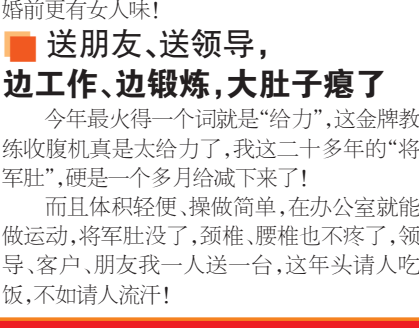 婚前更有女人味!
送朋友、送领导,
边工作、边锻炼,大肚子瘪了
今年最火得一个词就是“给力”,这金牌教
练收腹机真是太给力了,我这二十多年的“将
军肚”,硬是一个多月给减下来了!
而且体积轻便、操做简单,在办公室就能
做运动,将军肚没了,颈椎、腰椎也不疼了,领
导、客户、朋友我一人送一台,这年头请人吃
饭,不如请人流汗!